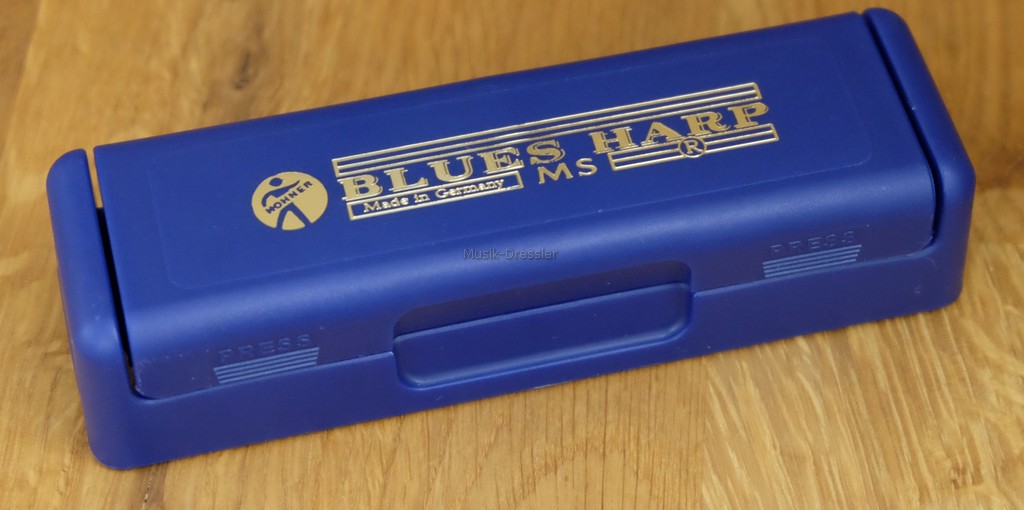 HOHNER
BLUES HARP
Made in Germany
MS
®
Musik-Dressler
PRESS
PRESS